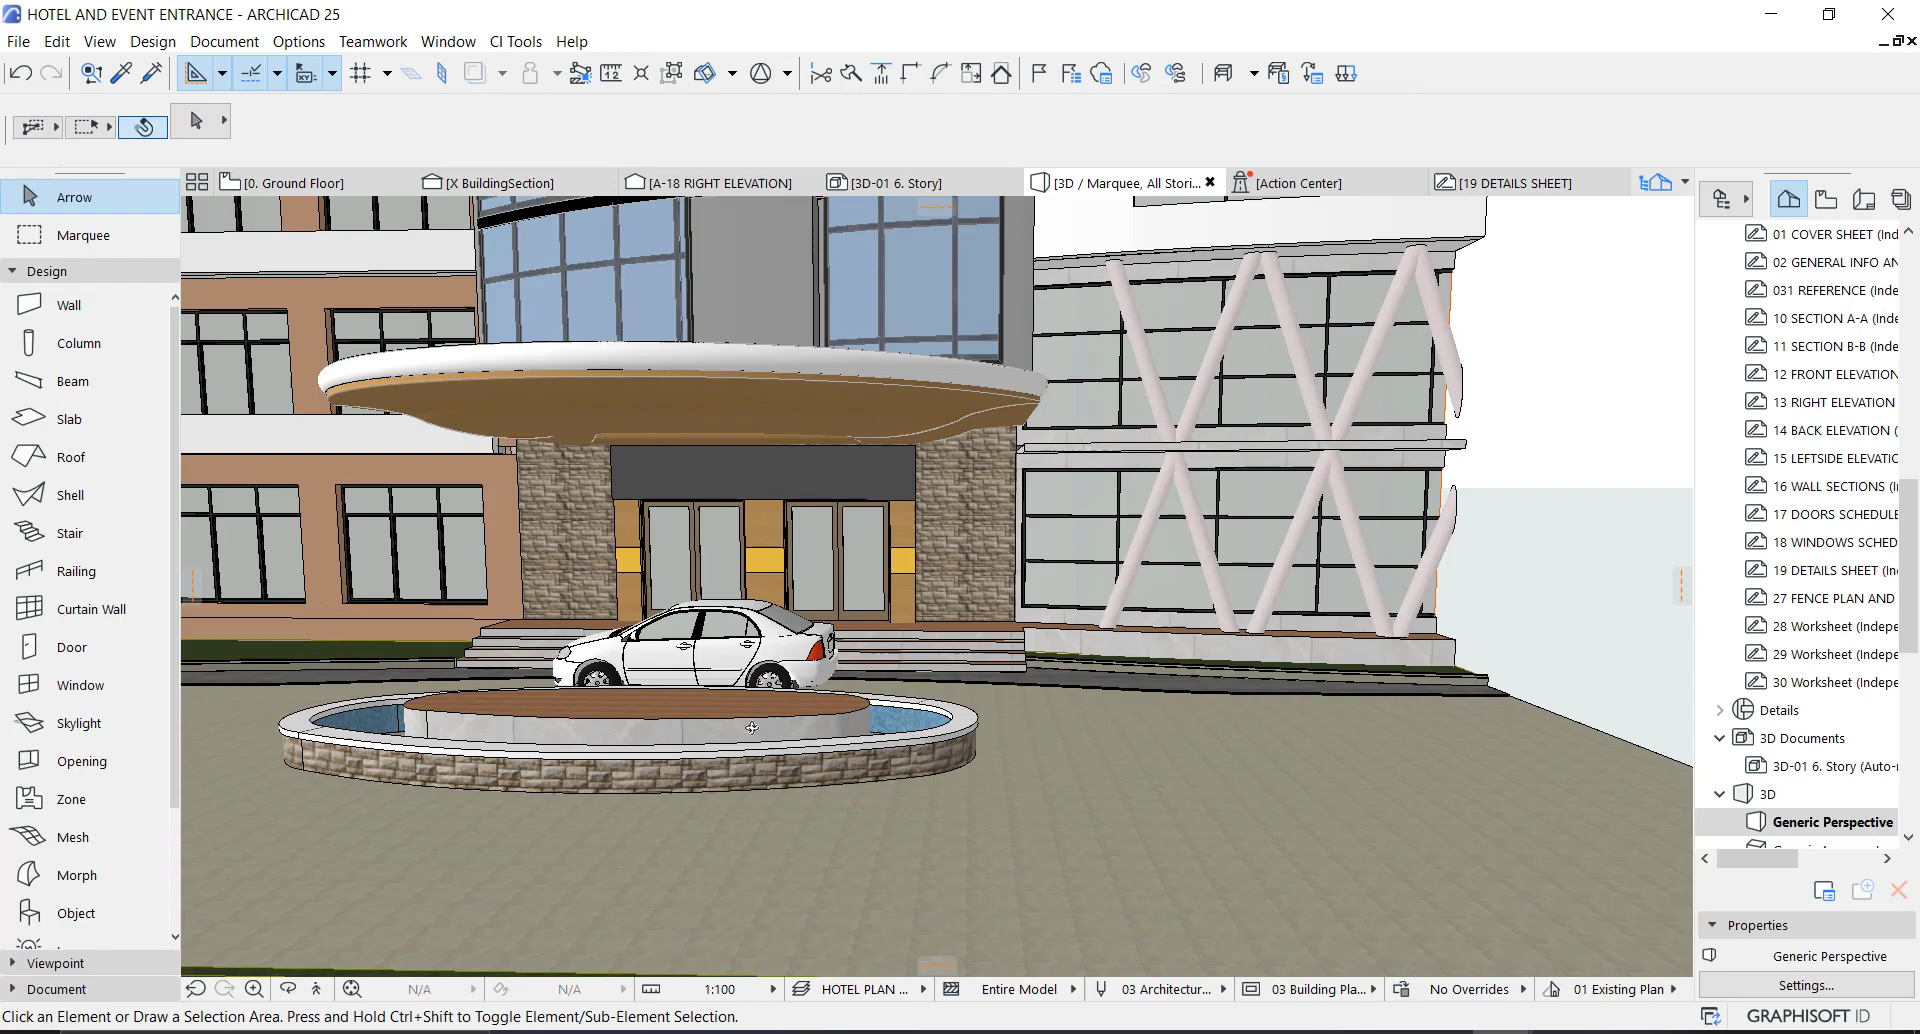 HOTEL AND EVENT ENTRANCE - ARCHICAD 25
File Edit View Design Document Options Teamwork Window CI Tools Help
[0. Ground Floor] [X BuildingSection] [A-18 RIGHT ELEVATION] [3D-01 6. Story] [3D / Marquee, All Stori... [Action Center] [19 DETAILS SHEET]
Arrow
Marquee
Design
Wall
Column
Beam
Slab
Roof
Shell
Stair
Railing
Curtain Wall
Door
Window
Skylight
Opening
Zone
Mesh
Morph
Object
Viewpoint
Document
01 COVER SHEET (Ind
02 GENERAL INFO AN
031 REFERENCE (Inde
10 SECTION A-A (Inde
11 SECTION B-B (Inde
12 FRONT ELEVATION
13 RIGHT ELEVATION
14 BACK ELEVATION (
15 LEFTSIDE ELEVATIO
16 WALL SECTIONS (I
17 DOORS SCHEDULE
18 WINDOWS SCHED
19 DETAILS SHEET (In
27 FENCE PLAN AND
28 Worksheet (Indepe
29 Worksheet (Indepe
30 Worksheet (Indepe
Details
3D Documents
3D-01 6. Story (Auto-
3D
Generic Perspective
Properties
Generic Perspective
Settings...
N/A N/A 1:100 HOTEL PLAN ... Entire Model 03 Architectur... 03 Building Pla... No Overrides 01 Existing Plan
Click an Element or Draw a Selection Area. Press and Hold Ctrl+Shift to Toggle Element/Sub-Element Selection.
GRAPHISOFT ID